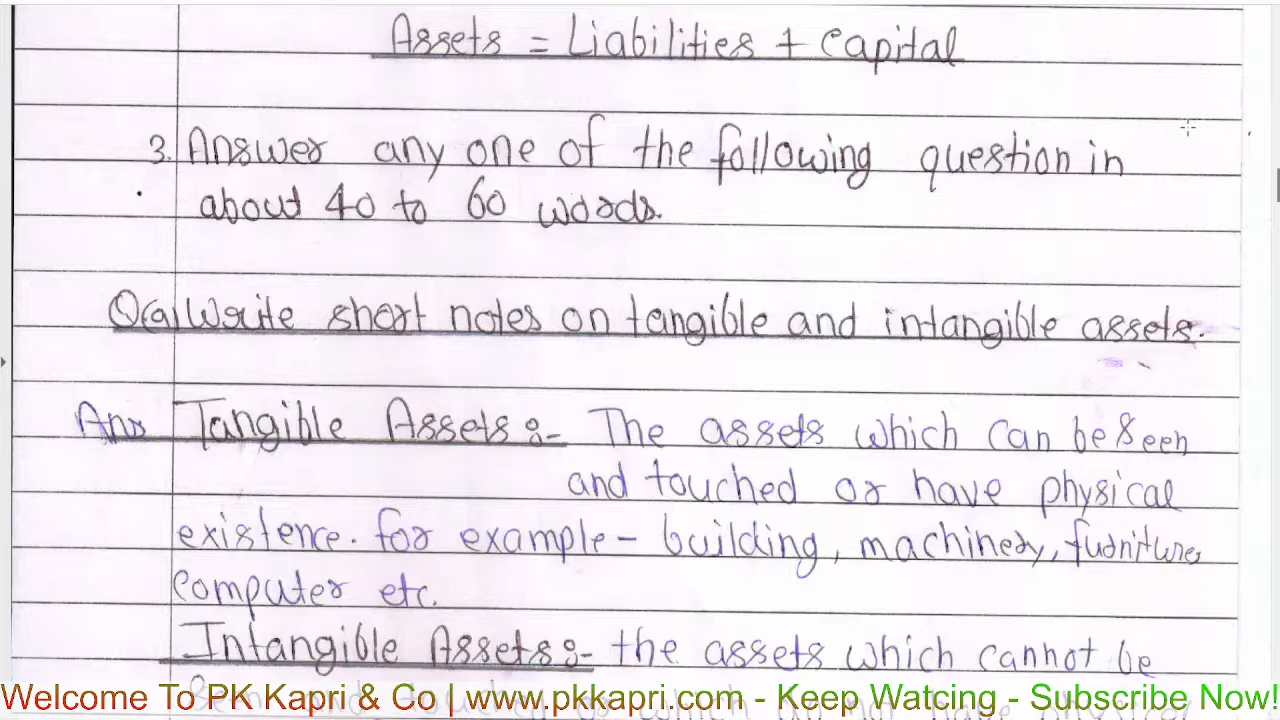 Assets = Liabilities + Capital
3. Answer any one of the following question in
about 40 to 60 words.
Q(a) Write short notes on tangible and intangible assets.
Ans Tangible Assets :- The assets which can be seen
and touched or have physical
existence. for example - building, machinery, furniture,
computer etc.
Intangible Assets :- the assets which cannot be
Welcome To PK Kapri & Co | www.pkkapri.com - Keep Watcing - Subscribe Now!